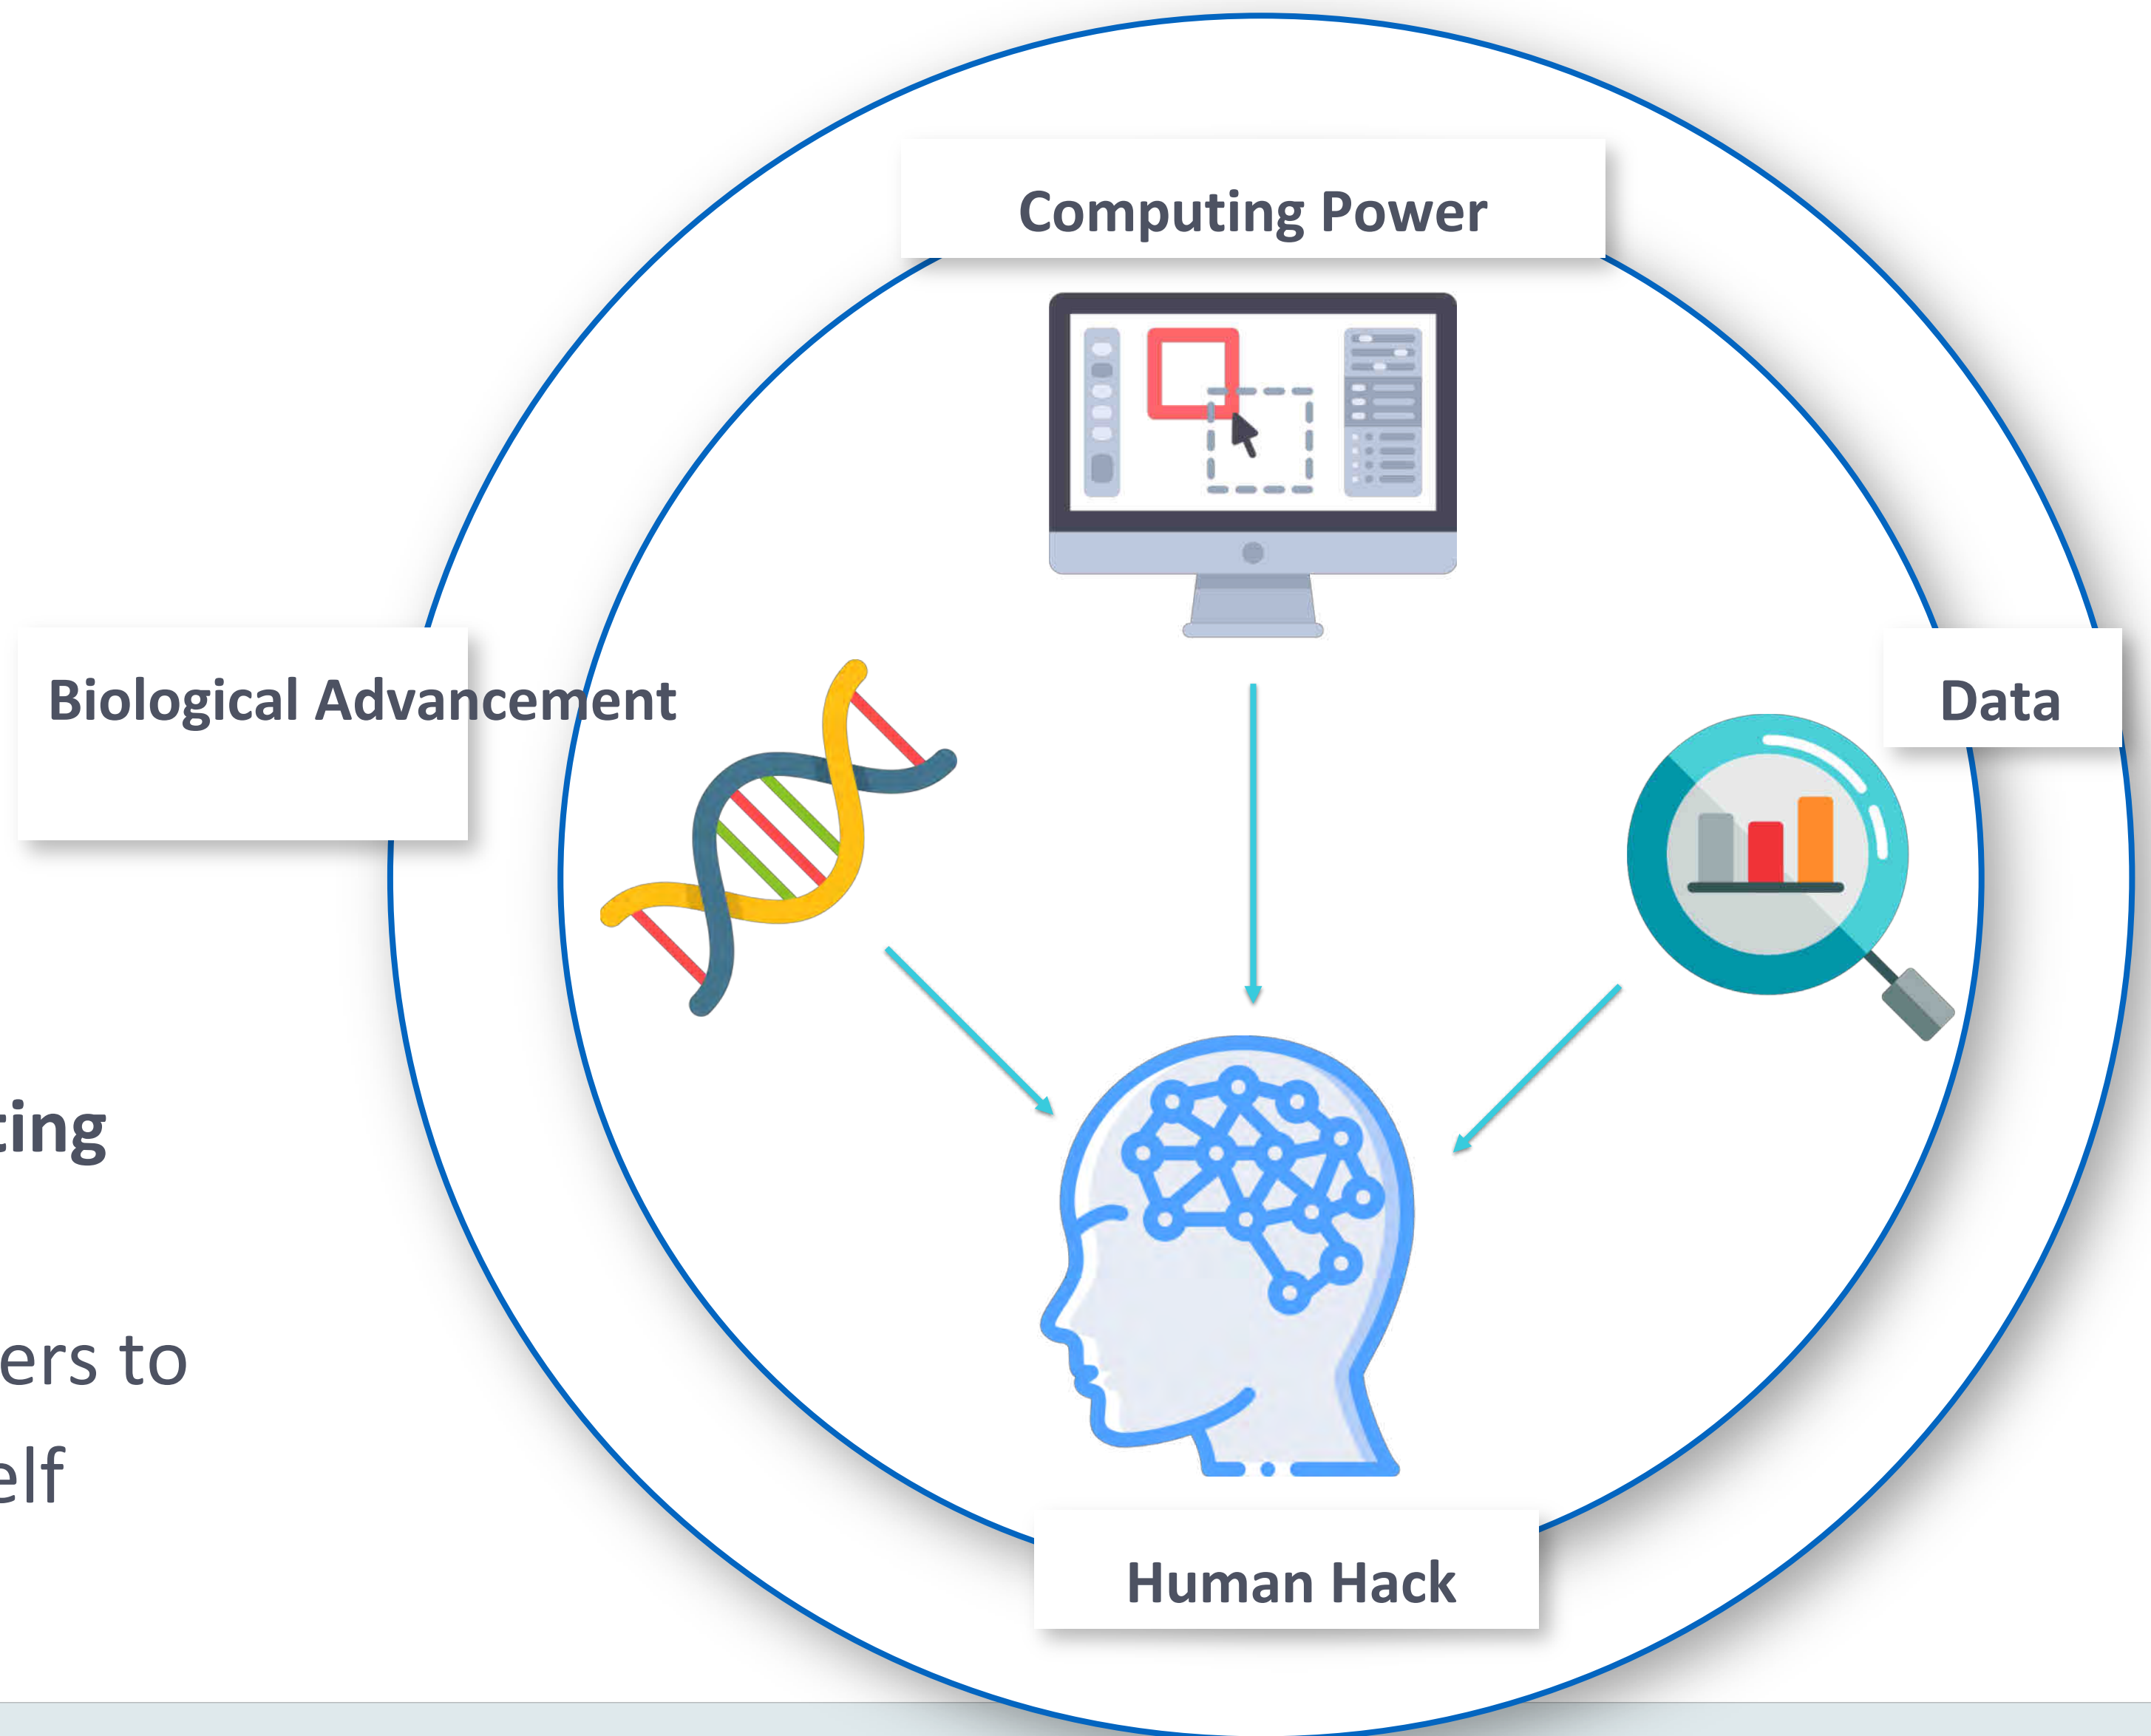 Computing Power
Biological Advancement
Data
ting
ers to
elf
Human Hack